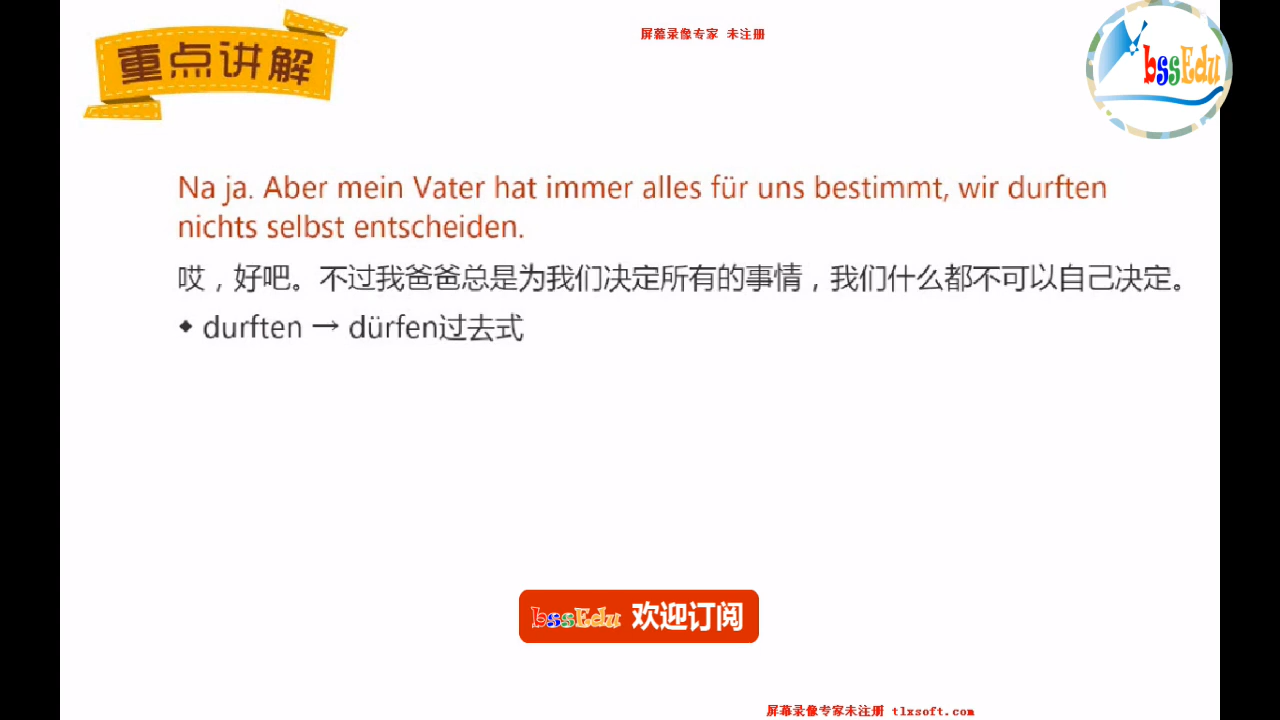 屏幕录像专家 未注册
重点讲解
bssEdu
Na ja. Aber mein Vater hat immer alles für uns bestimmt, wir durften
nichts selbst entscheiden.
哎，好吧。不过我爸爸总是为我们决定所有的事情，我们什么都不可以自己决定。
◆ durften → dürfen过去式
bssEdu 欢迎订阅
屏幕录像专家未注册 tlxsoft.com